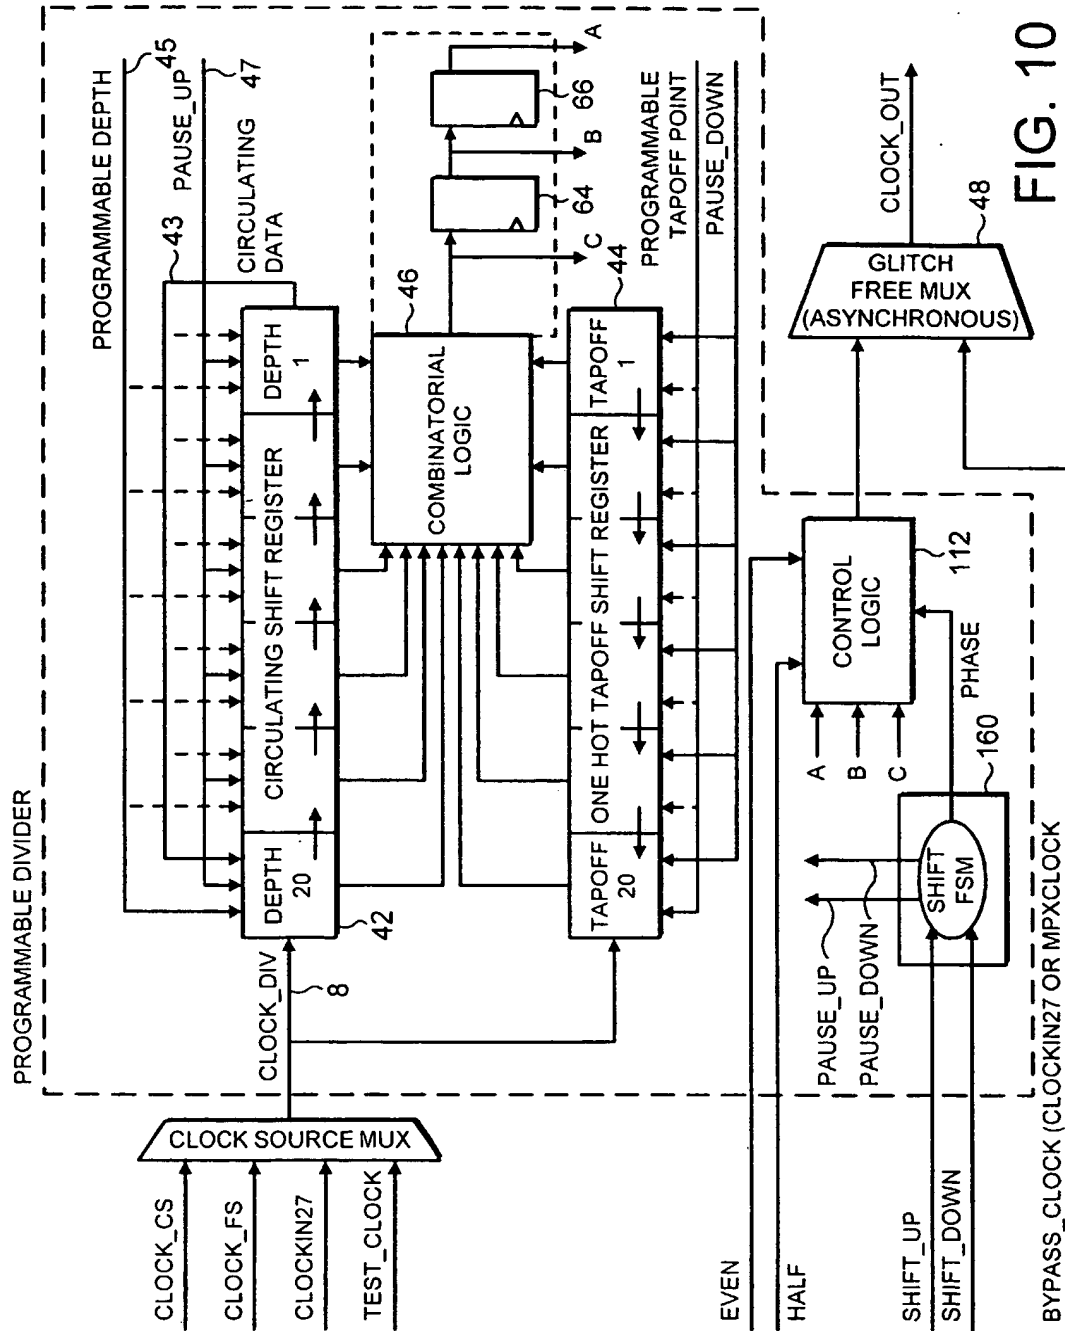 PROGRAMMABLE DIVIDER
PROGRAMMABLE DEPTH
45
PAUSE_UP
47
43
CIRCULATING
DATA
CLOCK_CS
CLOCK_FS
CLOCKIN27
TEST_CLOCK
CLOCK SOURCE MUX
CLOCK_DIV
8
DEPTH
20
CIRCULATING SHIFT REGISTER
DEPTH
1
42
COMBINATORIAL
LOGIC
46
64
66
A
B
C
TAPOFF
20
ONE HOT TAPOFF SHIFT REGISTER
TAPOFF
1
44
PROGRAMMABLE
TAPOFF POINT
PAUSE_DOWN
EVEN
HALF
SHIFT_UP
SHIFT_DOWN
PAUSE_UP
PAUSE_DOWN
SHIFT
FSM
160
PHASE
A
B
C
CONTROL
LOGIC
112
GLITCH
FREE MUX
(ASYNCHRONOUS)
48
CLOCK_OUT
BYPASS_CLOCK (CLOCKIN27 OR MPXCLOCK
FIG. 10